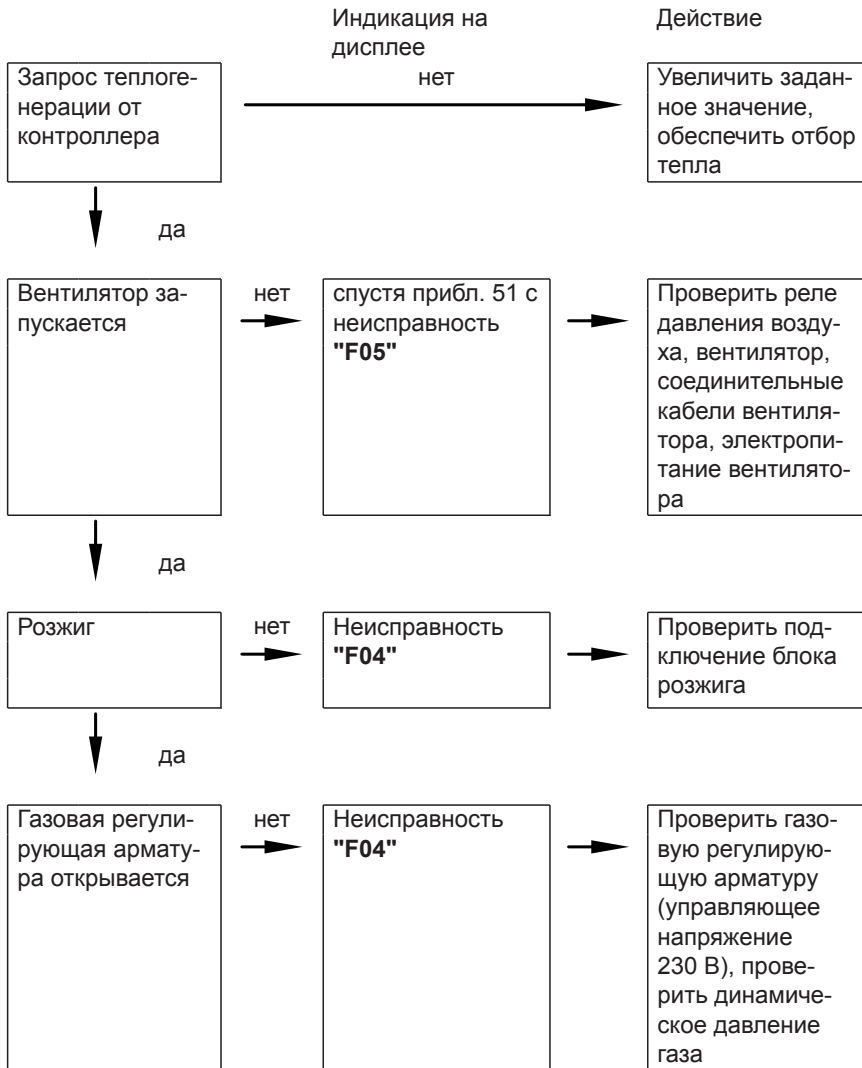 Индикация на
дисплее
Действие
Запрос теплоге-
нерации от
контроллера
нет
Увеличить задан-
ное значение,
обеспечить отбор
тепла
да
Вентилятор за-
пускается
нет
спустя прибл. 51 с
неисправность
"F05"
Проверить реле
давления возду-
ха, вентилятор,
соединительные
кабели вентиля-
тора, электропи-
тание вентилято-
ра
да
Розжиг
нет
Неисправность
"F04"
Проверить под-
ключение блока
розжига
да
Газовая регули-
рующая армату-
ра открывается
нет
Неисправность
"F04"
Проверить газо-
вую регулирую-
щую арматуру
(управляющее
напряжение
230 В), прове-
рить динамиче-
ское давление
газа